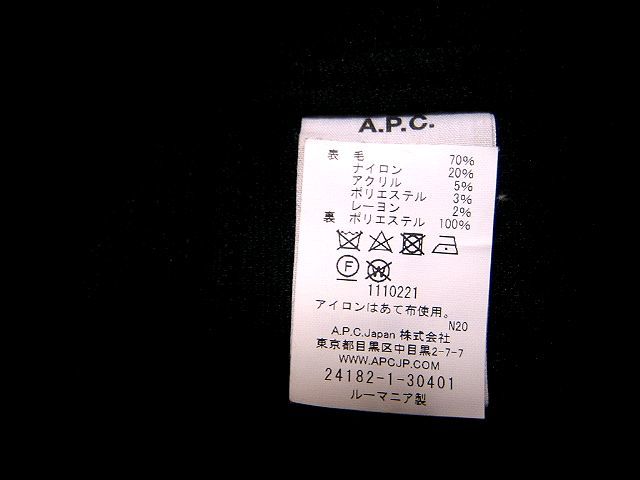 A.P.C.
表 毛 70%
ナイロン 20%
アクリル 5%
ポリエステル 3%
レーヨン 2%
裏 ポリエステル 100%
F W
1110221
アイロンはあて布使用。
N20
A.P.C.Japan 株式会社
東京都目黒区中目黒2-7-7
WWW.APCJP.COM
24182-1-30401
ルーマニア製